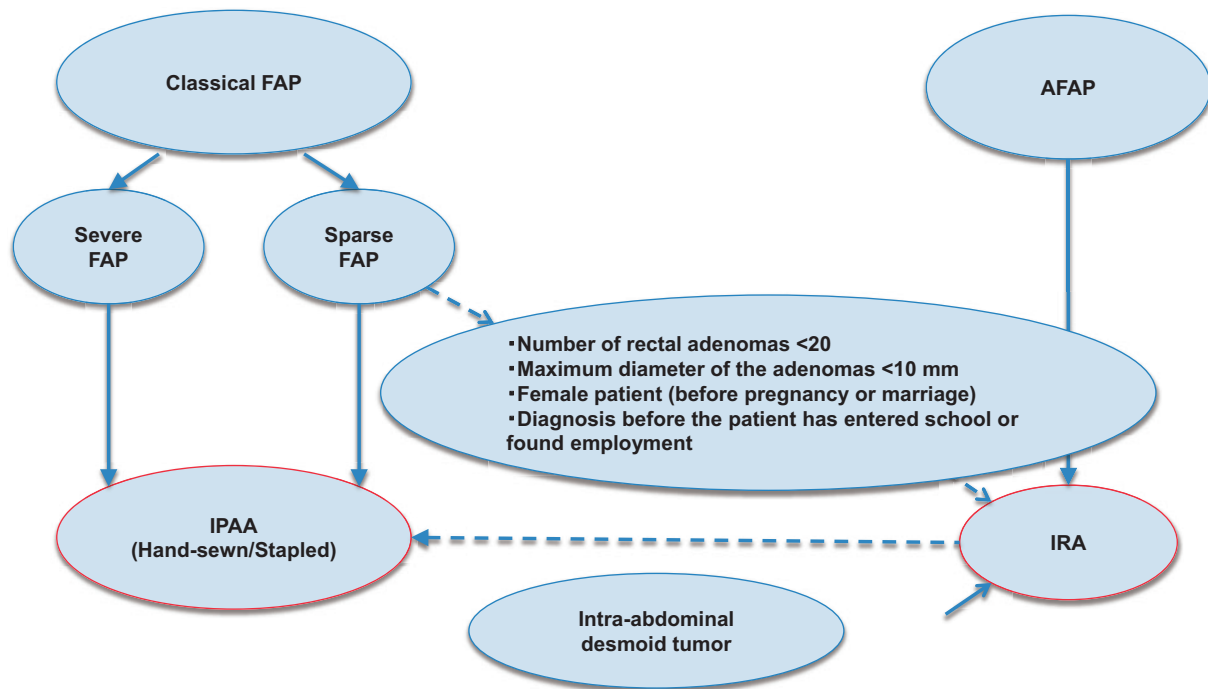 Classical FAP
AFAP
Severe
FAP
Sparse
FAP
・Number of rectal adenomas <20
・Maximum diameter of the adenomas <10 mm
・Female patient (before pregnancy or marriage)
・Diagnosis before the patient has entered school or
found employment
IPAA
(Hand-sewn/Stapled)
IRA
Intra-abdominal
desmoid tumor